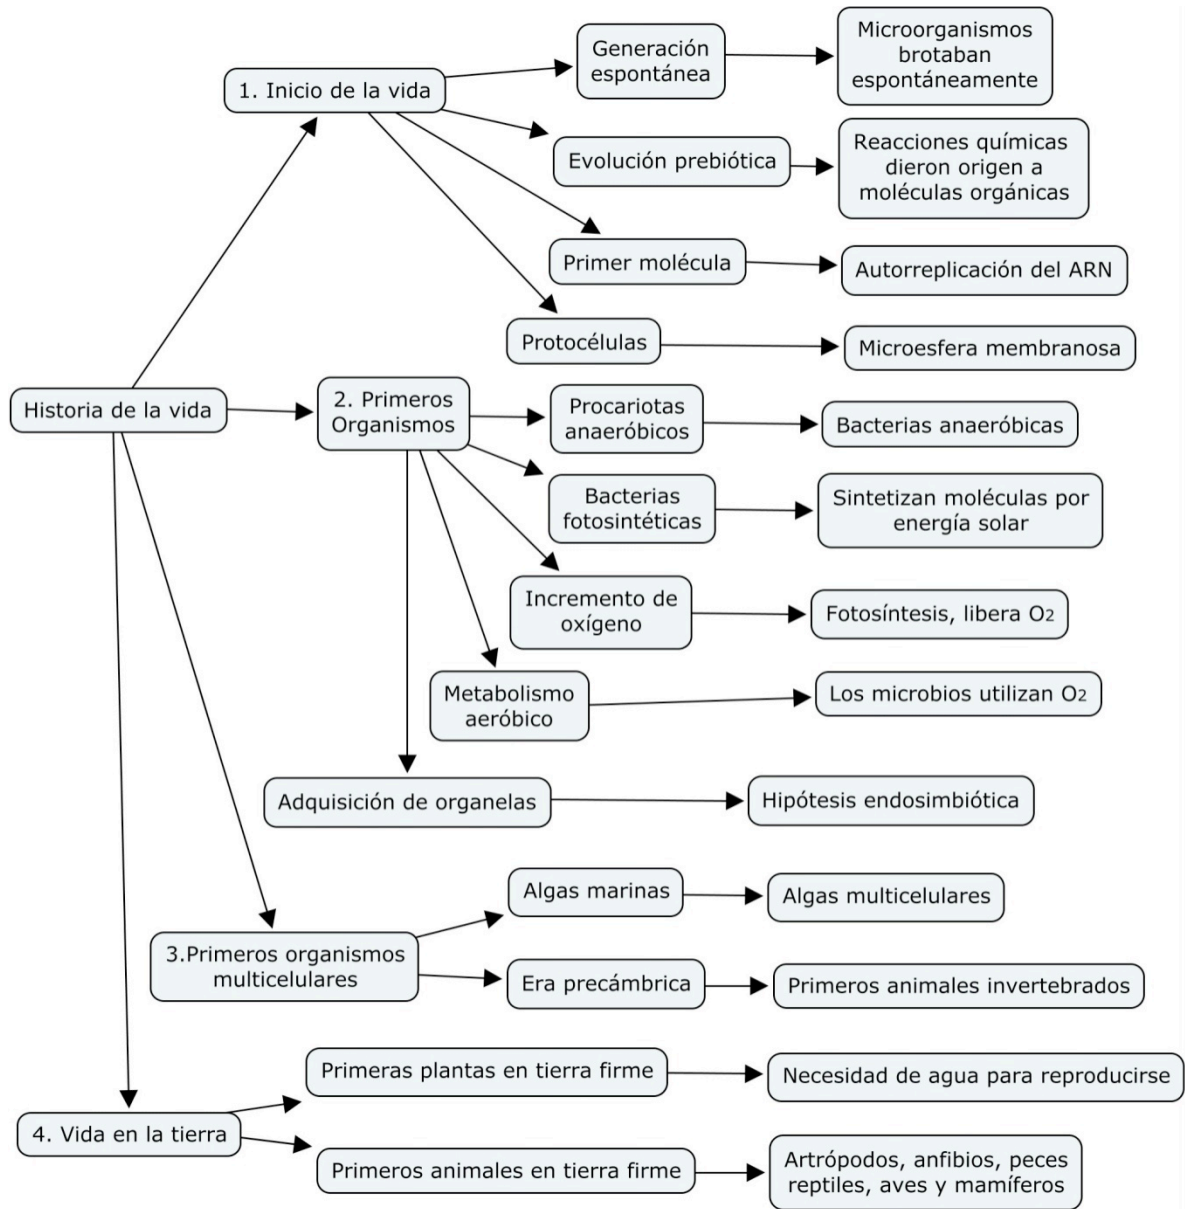 Generación
espontánea
Microorganismos
brotaban
espontáneamente
1. Inicio de la vida
Evolución prebiótica
Reacciones químicas
dieron origen a
moléculas orgánicas
Primer molécula
Autorreplicación del ARN
Protocélulas
Microesfera membranosa
Historia de la vida
2. Primeros
Organismos
Procariotas
anaeróbicos
Bacterias anaeróbicas
Bacterias
fotosintéticas
Sintetizan moléculas por
energía solar
Incremento de
oxígeno
Fotosíntesis, libera O2
Metabolismo
aeróbico
Los microbios utilizan O2
Adquisición de organelas
Hipótesis endosimbiótica
Algas marinas
Algas multicelulares
3.Primeros organismos
multicelulares
Era precámbrica
Primeros animales invertebrados
Primeras plantas en tierra firme
Necesidad de agua para reproducirse
4. Vida en la tierra
Primeros animales en tierra firme
Artrópodos, anfibios, peces
reptiles, aves y mamíferos